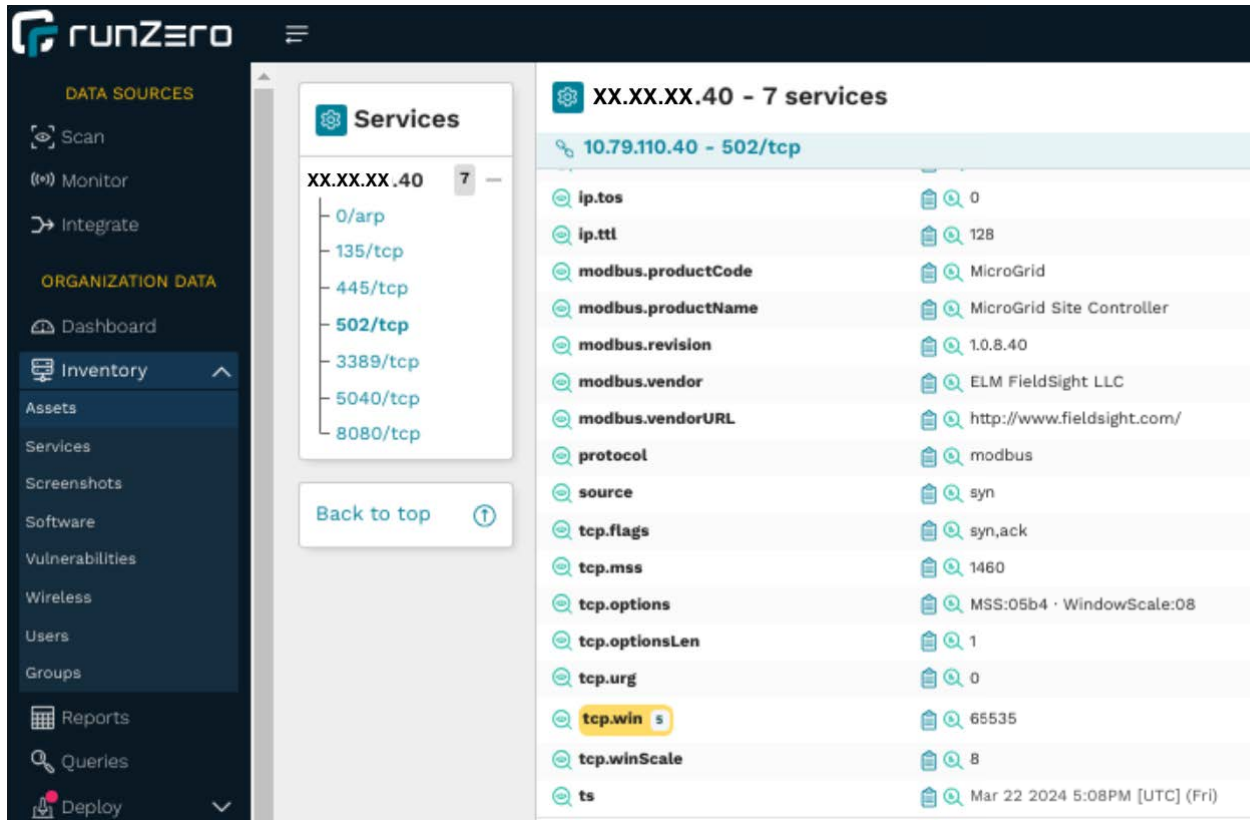 runZero
DATA SOURCES
Scan
Monitor
Integrate
ORGANIZATION DATA
Dashboard
Inventory
Assets
Services
Screenshots
Software
Vulnerabilities
Wireless
Users
Groups
Reports
Queries
Deploy
Services
XX.XX.XX.40 7
0/arp
135/tcp
445/tcp
502/tcp
3389/tcp
5040/tcp
8080/tcp
Back to top
XX.XX.XX.40 - 7 services
10.79.110.40 - 502/tcp
ip.tos 0
ip.ttl 128
modbus.productCode MicroGrid
modbus.productName MicroGrid Site Controller
modbus.revision 1.0.8.40
modbus.vendor ELM FieldSight LLC
modbus.vendorURL http://www.fieldsight.com/
protocol modbus
source syn
tcp.flags syn,ack
tcp.mss 1460
tcp.options MSS:05b4 · WindowScale:08
tcp.optionsLen 1
tcp.urg 0
tcp.win 5 65535
tcp.winScale 8
ts Mar 22 2024 5:08PM [UTC] (Fri)